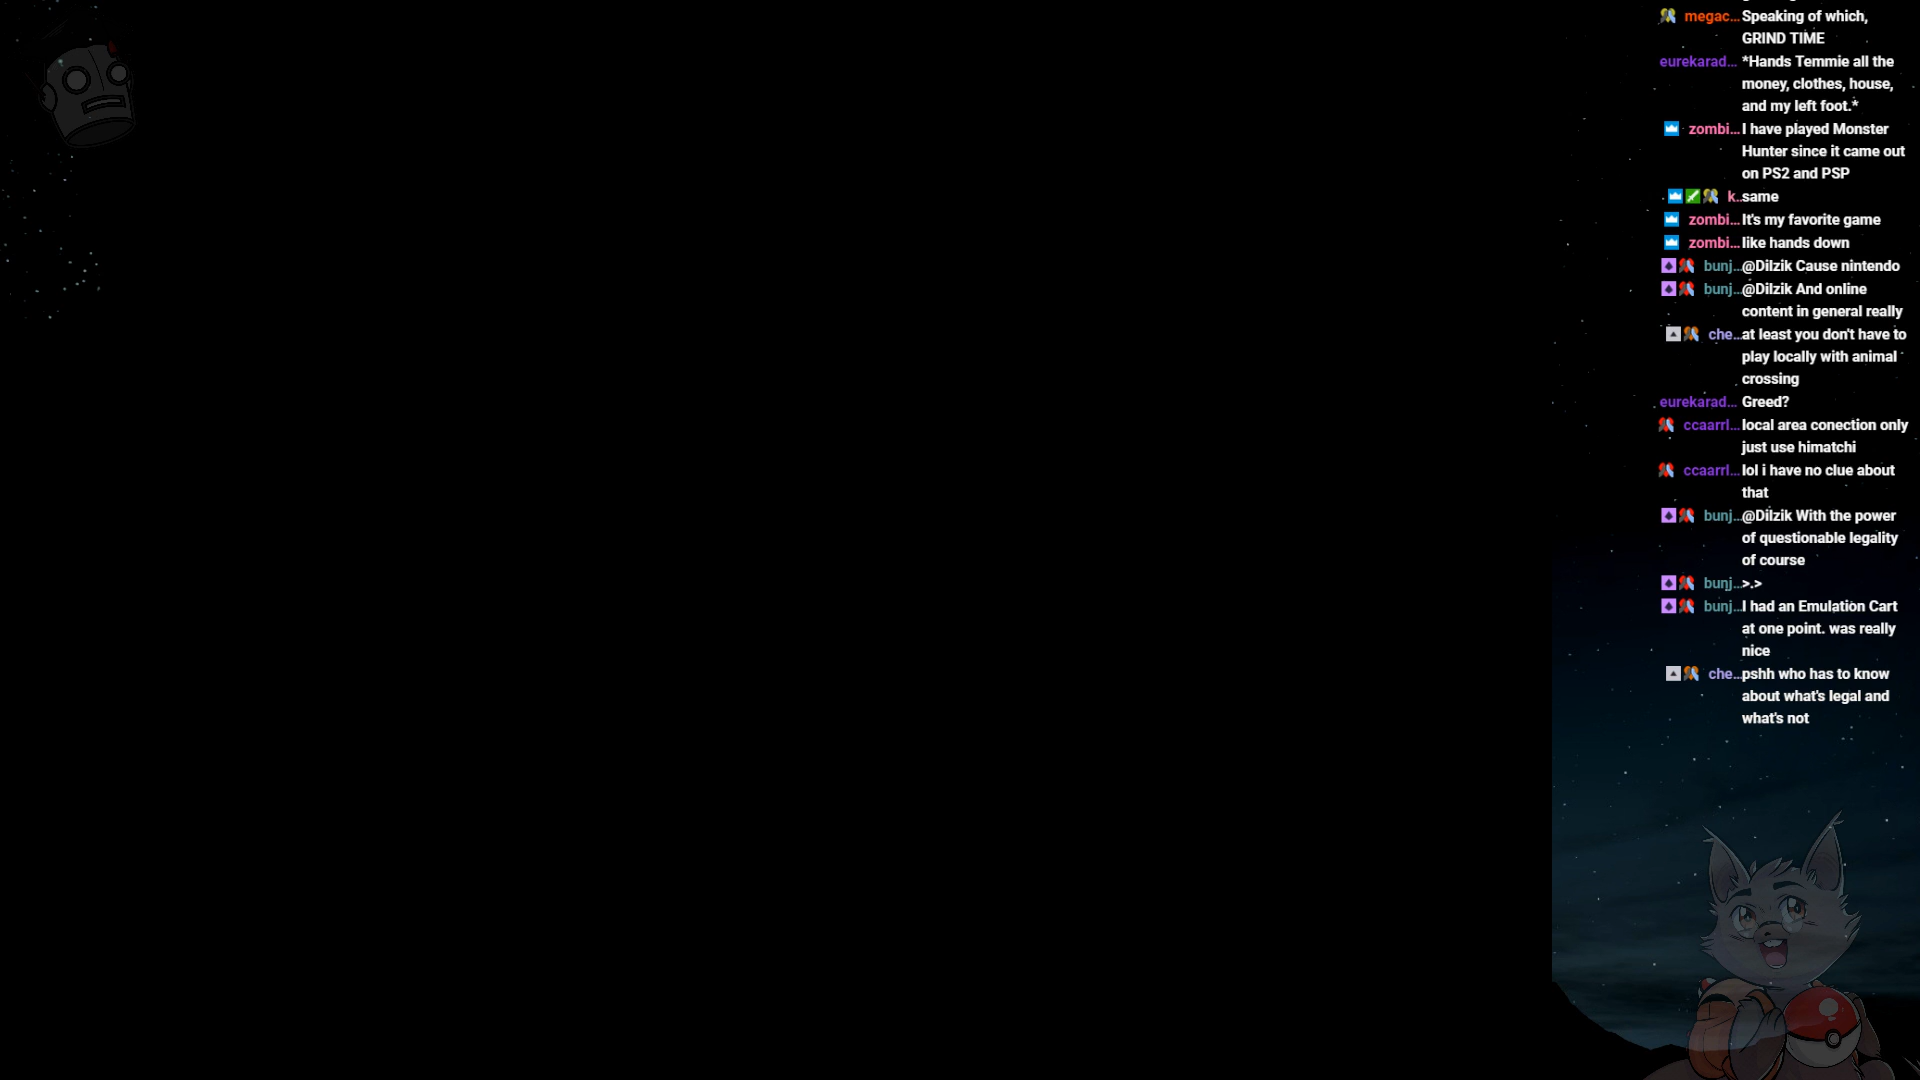 megac... Speaking of which,
GRIND TIME
eurekarad... *Hands Temmie all the
money, clothes, house,
and my left foot.*
zombi... I have played Monster
Hunter since it came out
on PS2 and PSP
k.. same
zombi... It's my favorite game
zombi... like hands down
bunj... @Dilzik Cause nintendo
bunj... @Dilzik And online
content in general really
che... at least you don't have to
play locally with animal
crossing
eurekarad... Greed?
ccaarrl... local area conection only
just use himatchi
ccaarrl... lol i have no clue about
that
bunj... @Dilzik With the power
of questionable legality
of course
bunj... >.>
bunj... I had an Emulation Cart
at one point. was really
nice
che... pshh who has to know
about what's legal and
what's not